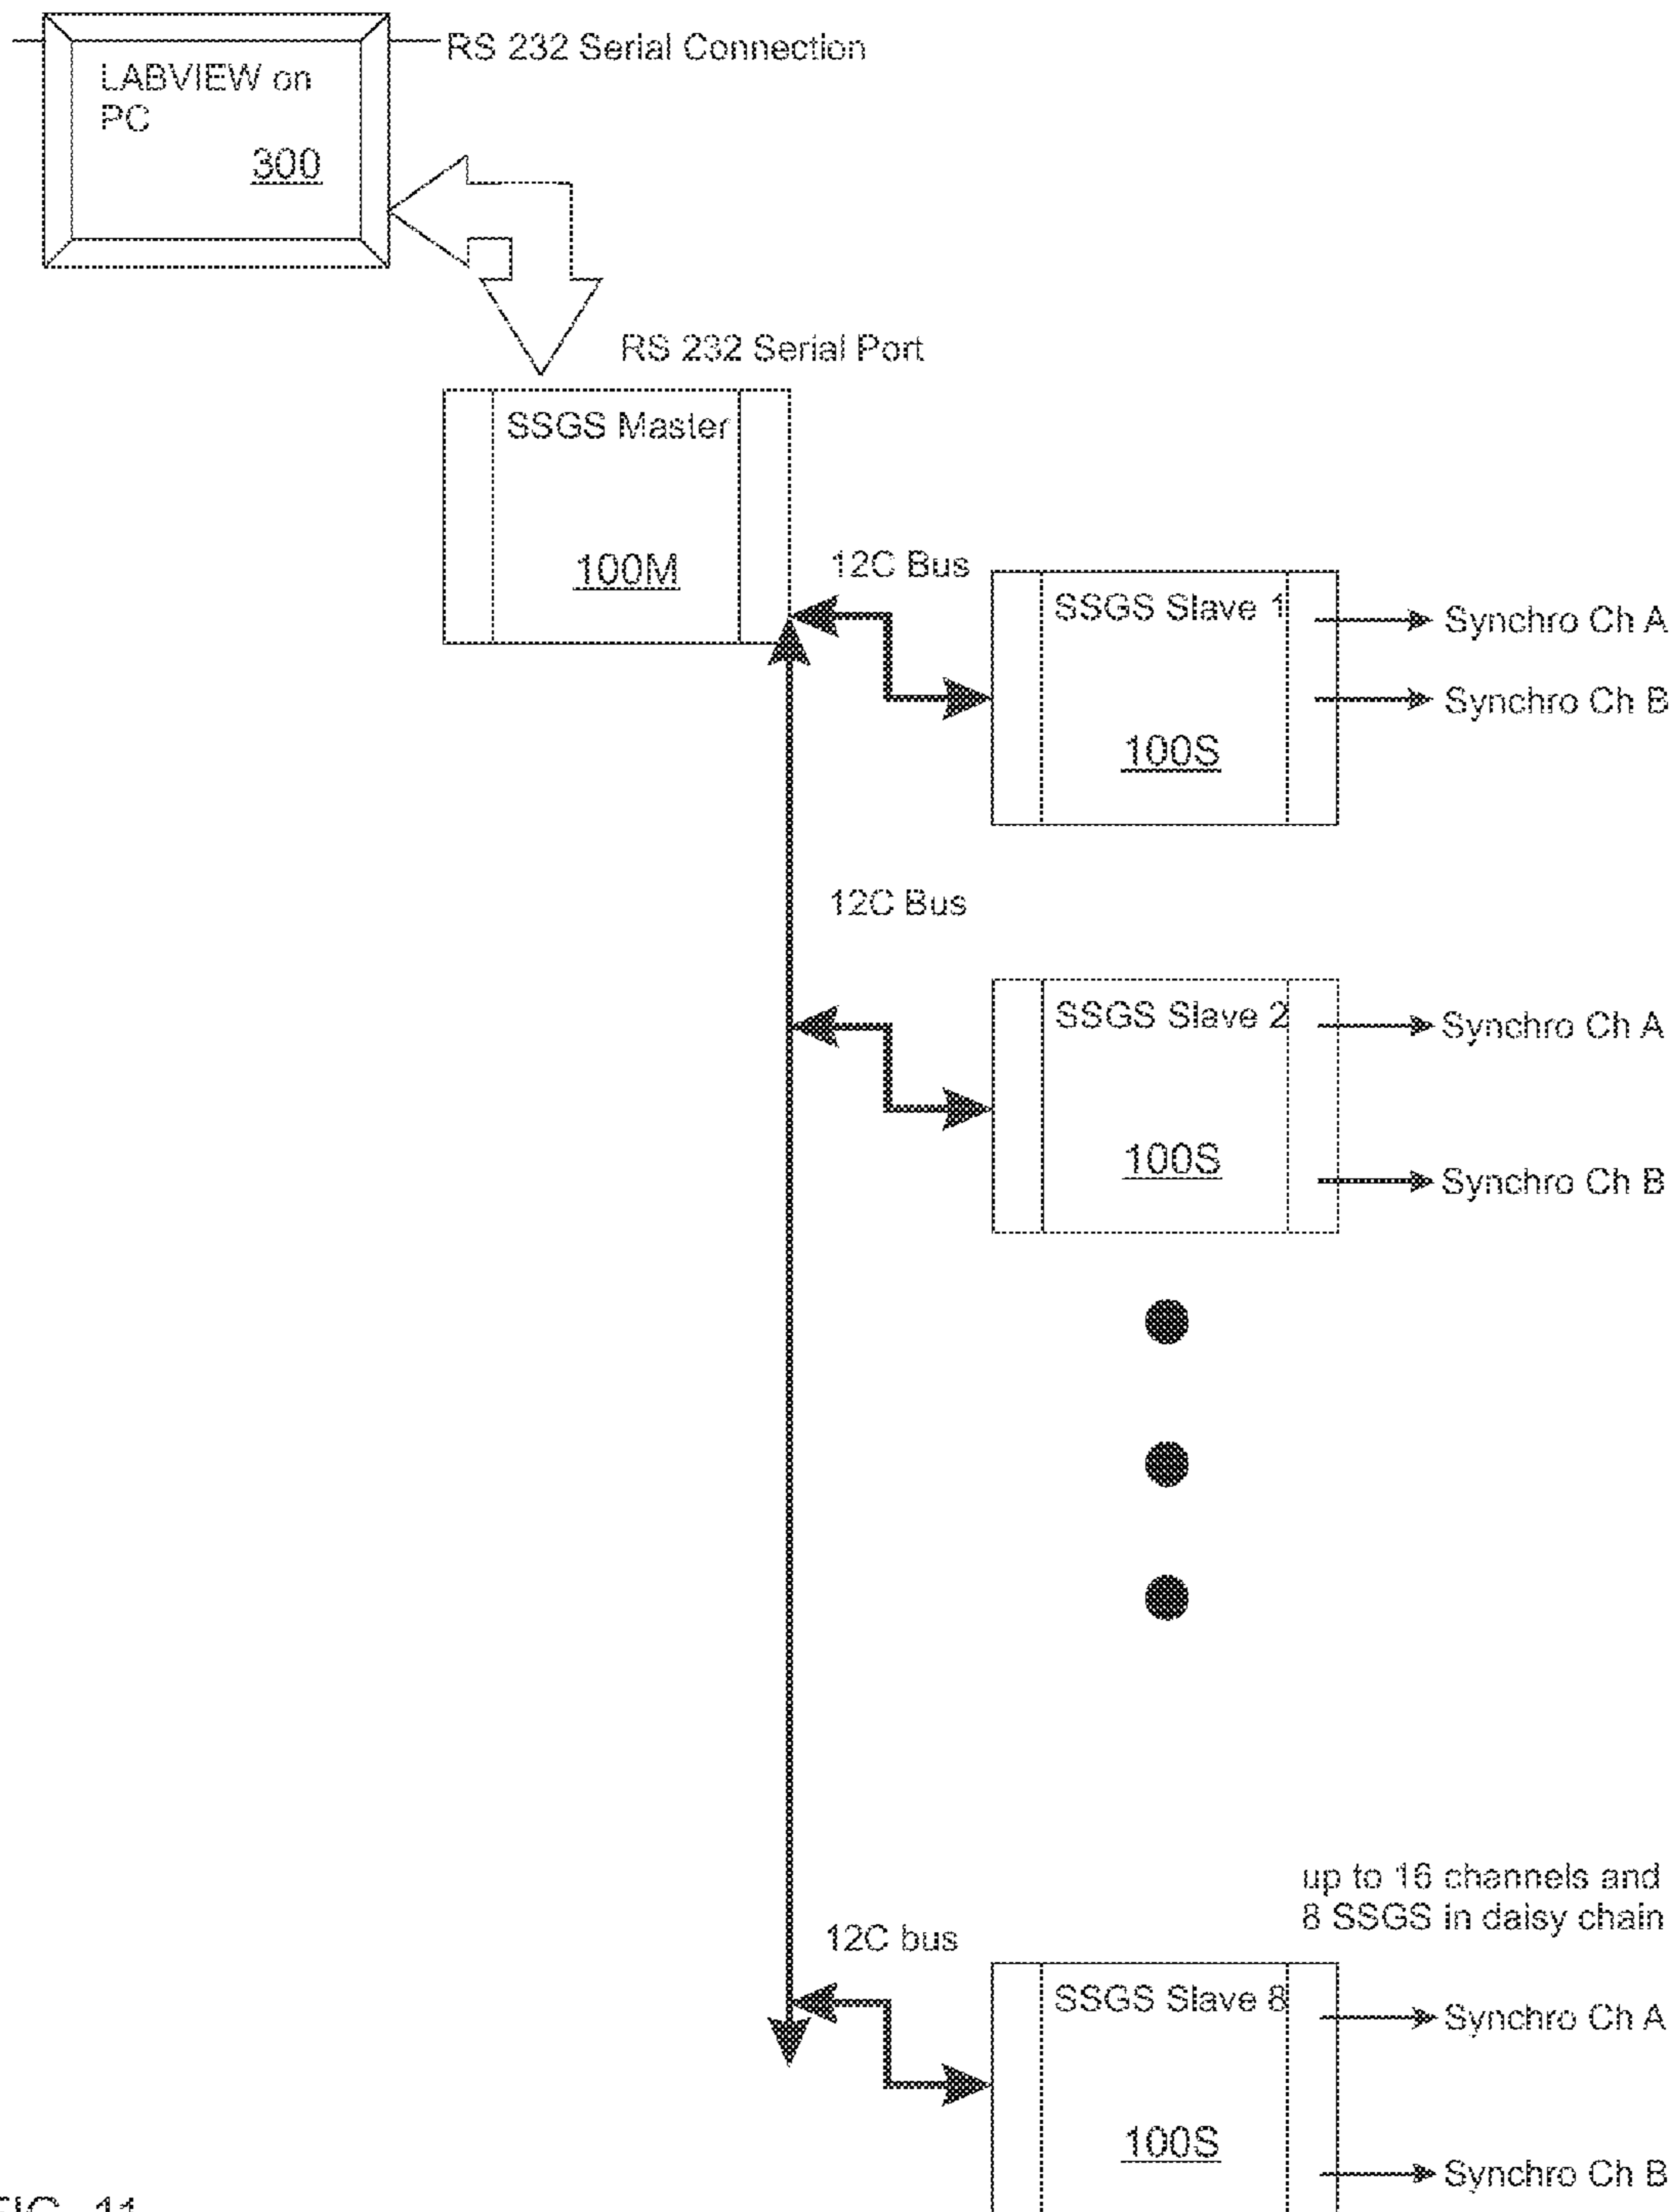 RS 232 Serial Connection
LABVIEW on
PC
300
RS 232 Serial Port
SSGS Master
100M
12C Bus
SSGS Slave 1
Synchro Ch A
Synchro Ch B
100S
12C Bus
SSGS Slave 2
Synchro Ch A
100S
Synchro Ch B
up to 16 channels and
8 SSGS in daisy chain
12C bus
SSGS Slave 8
Synchro Ch A
100S
Synchro Ch B
FIG. 11